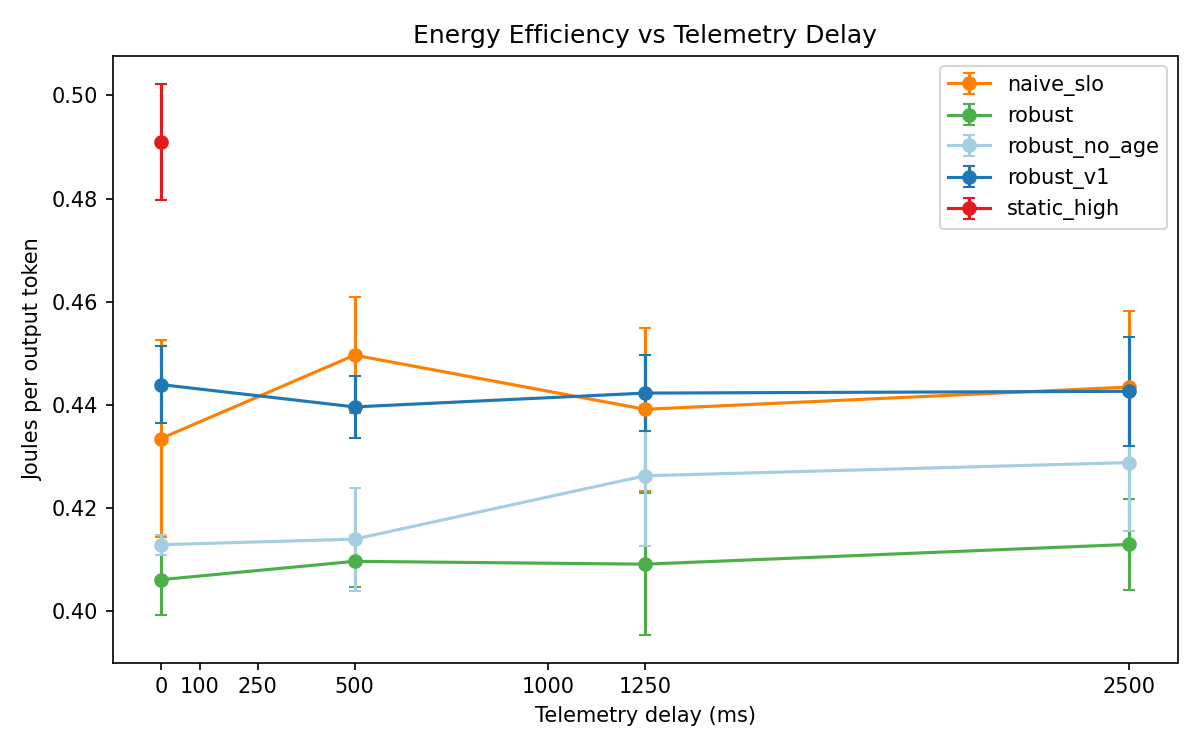 Energy Efficiency vs Telemetry Delay
naive_slo
robust
robust_no_age
robust_v1
static_high
Joules per output token
0.50
0.48
0.46
0.44
0.42
0.40
0 100 250 500 1000 1250 2500
Telemetry delay (ms)